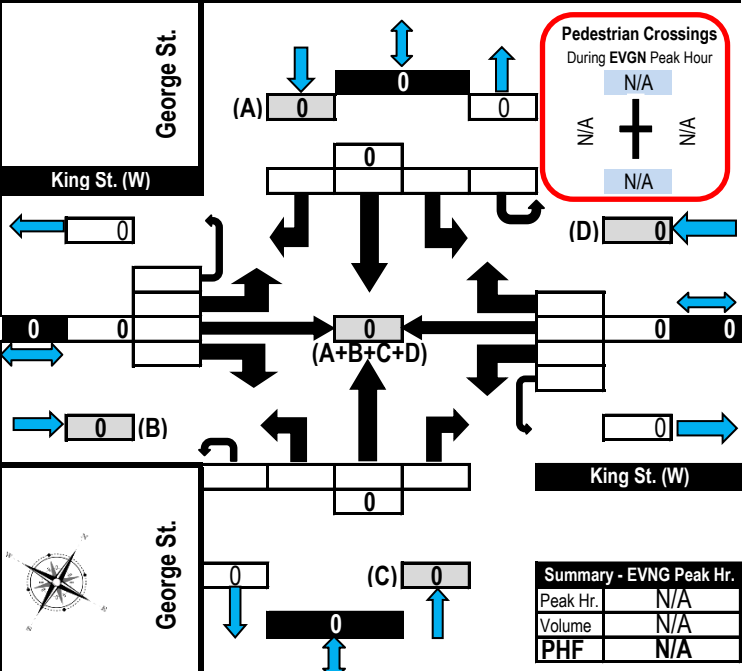 George St.
Pedestrian Crossings
During EVGN Peak Hour
N/A
N/A
N/A
N/A
0
(A) 0
0
0
King St. (W)
0
(D) 0
0 0
0
0 0
(A+B+C+D)
0 (B)
0
King St. (W)
0
George St.
0
(C) 0
0
Summary - EVNG Peak Hr.
Peak Hr. N/A
Volume N/A
PHF N/A